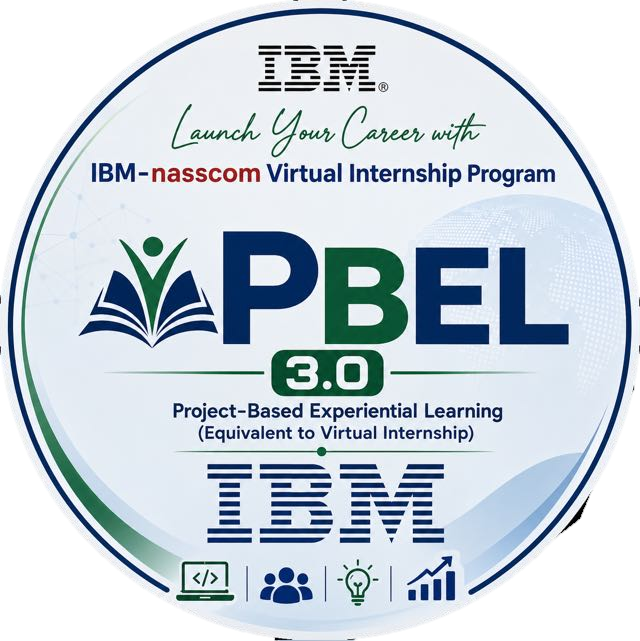 IBM®
Launch Your Career with
IBM-nasscom Virtual Internship Program
PBEL
3.0
Project-Based Experiential Learning
(Equivalent to Virtual Internship)
IBM
</>